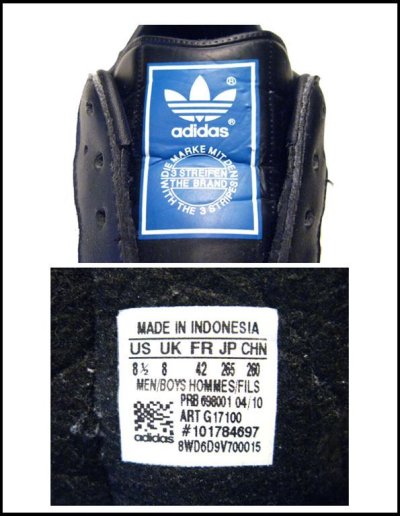 ®
adidas
DIE MARKE MIT DEN
3 STREIFEN
THE BRAND
WITH THE 3 STRIPES
MADE IN INDONESIA
US UK FR JP CHN
8 ½ 8 42 265 260
MEN/BOYS HOMMES/FILS
PRB 698001 04/10
ART G17100
#101784697
adidas 8WD6D9V700015